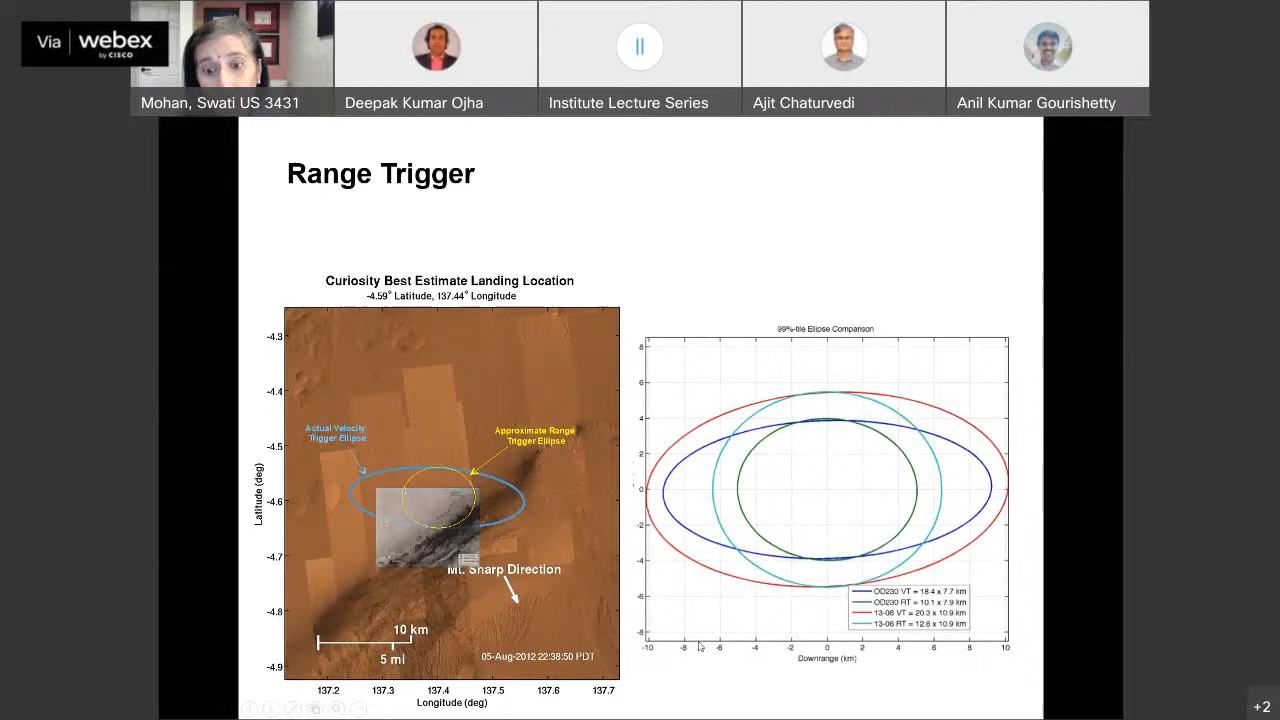 Via webex
by CISCO
Mohan, Swati US 3431
Deepak Kumar Ojha
Institute Lecture Series
Ajit Chaturvedi
Anil Kumar Gourishetty
Range Trigger
Curiosity Best Estimate Landing Location
-4.59° Latitude, 137.44° Longitude
-4.3
-4.4
-4.5
-4.6
-4.7
-4.8
-4.9
Latitude (deg)
Actual Velocity
Trigger Ellipse
Approximate Range
Trigger Ellipse
Mt. Sharp Direction
10 km
5 mi
05-Aug-2012 22:38:50 PDT
137.2 137.3 137.4 137.5 137.6 137.7
Longitude (deg)
99%-tile Ellipse Comparison
8
6
4
2
0
-2
-4
-6
-8
OD230 VT = 18.4 x 7.7 km
OD230 RT = 10.1 x 7.9 km
13-06 VT = 20.3 x 10.9 km
13-06 RT = 12.8 x 10.9 km
-10 -8 -6 -4 -2 0 2 4 6 8 10
Downrange (km)
+2